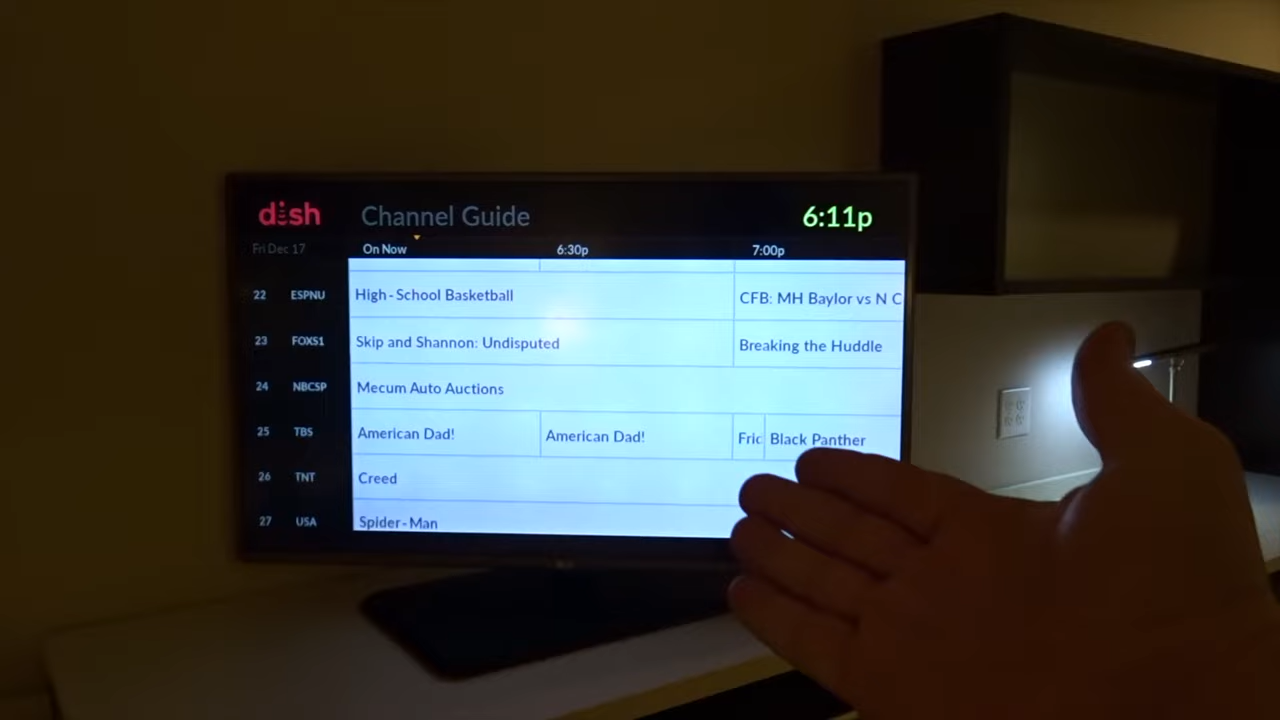 dish Channel Guide 6:11p
Fri Dec 17 On Now 6:30p 7:00p
22 ESPNU High-School Basketball CFB: MH Baylor vs N C
23 FOXS1 Skip and Shannon: Undisputed Breaking the Huddle
24 NBCSP Mecum Auto Auctions
25 TBS American Dad! American Dad! Fric Black Panther
26 TNT Creed
27 USA Spider-Man